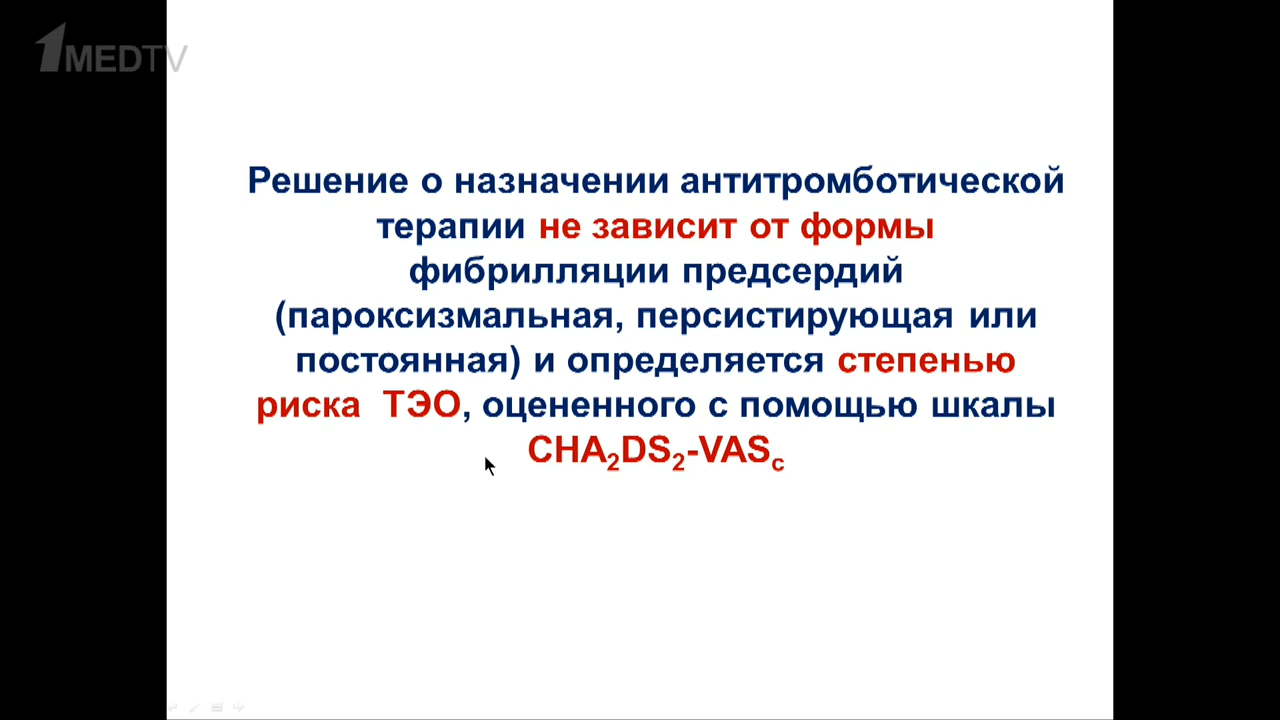 1MEDTV
Решение о назначении антитромботической
терапии не зависит от формы
фибрилляции предсердий
(пароксизмальная, персистирующая или
постоянная) и определяется степенью
риска ТЭО, оцененного с помощью шкалы
CHA₂DS₂-VASc